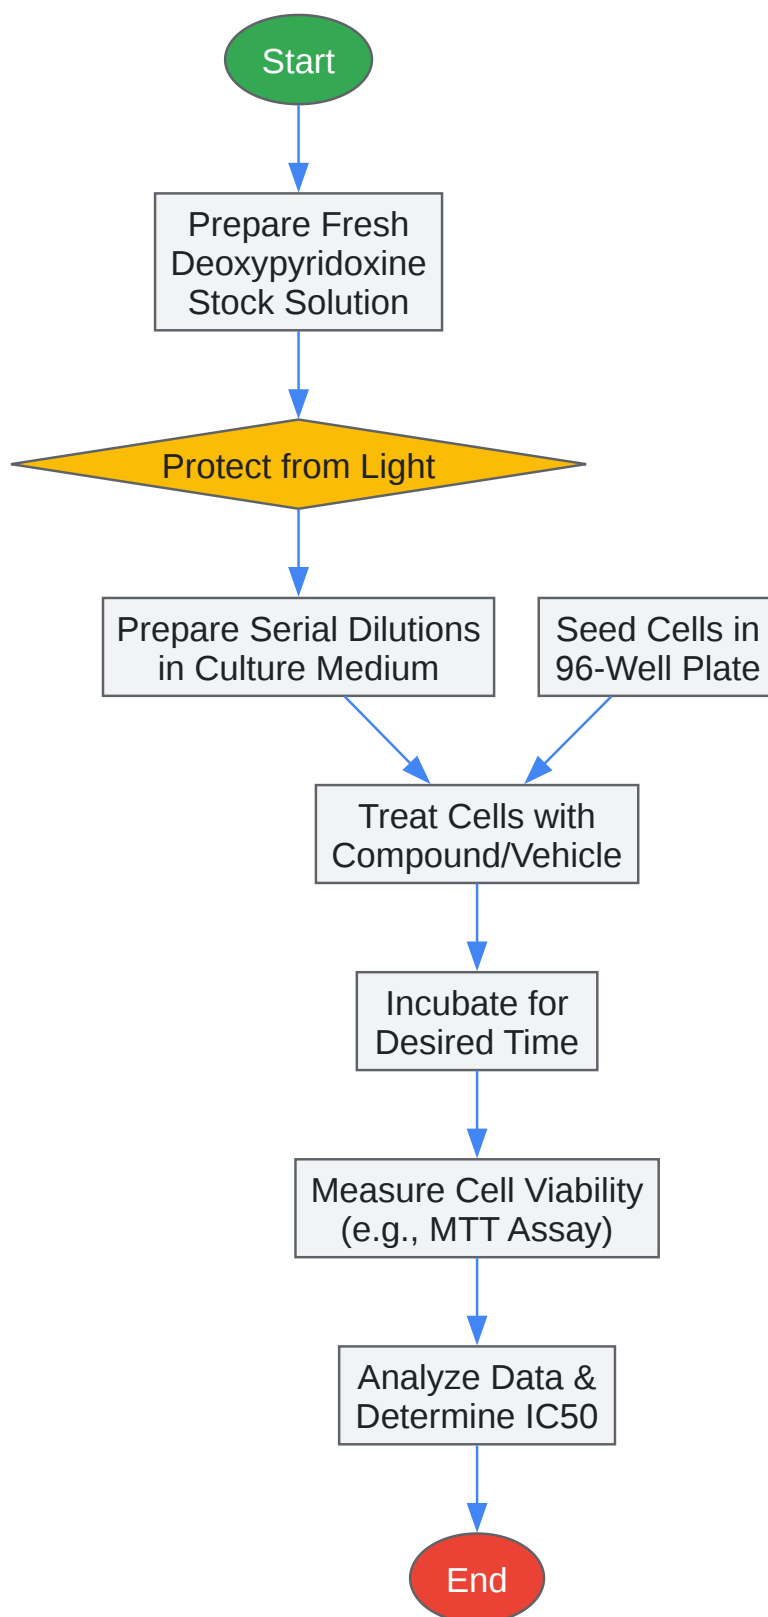 Start
Prepare Fresh
Deoxypyridoxine
Stock Solution
Protect from Light
Prepare Serial Dilutions
in Culture Medium
Seed Cells in
96-Well Plate
Treat Cells with
Compound/Vehicle
Incubate for
Desired Time
Measure Cell Viability
(e.g., MTT Assay)
Analyze Data &
Determine IC50
End